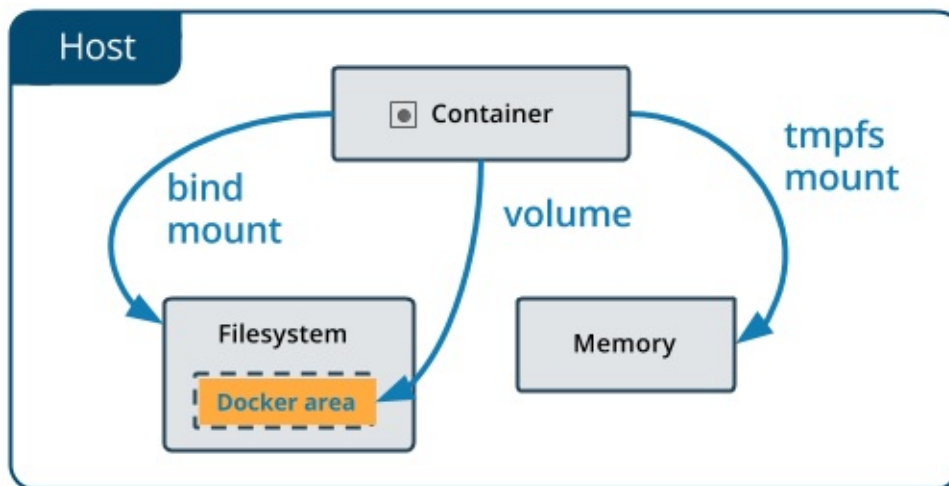 Host
Container
bind
mount
volume
tmpfs
mount
Filesystem
Docker area
Memory